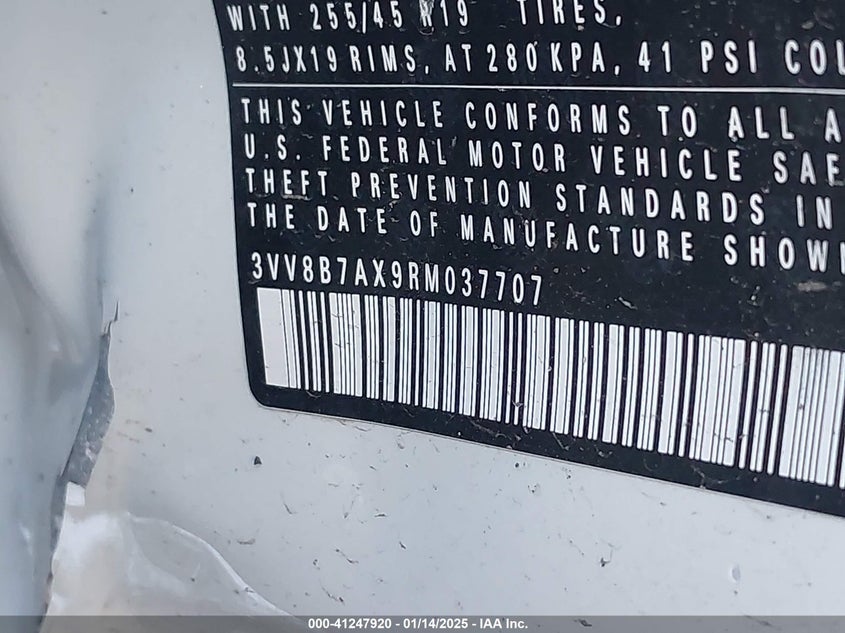 WITH 255/45 R19 TIRES,
8.5JX19 RIMS, AT 280 KPA, 41 PSI COL
THIS VEHICLE CONFORMS TO ALL A
U.S. FEDERAL MOTOR VEHICLE SAF
THEFT PREVENTION STANDARDS IN
THE DATE OF MANUFACTURE SHOWN
3VV8B7AX9RM037707
000-41247920 - 01/14/2025 - IAA Inc.